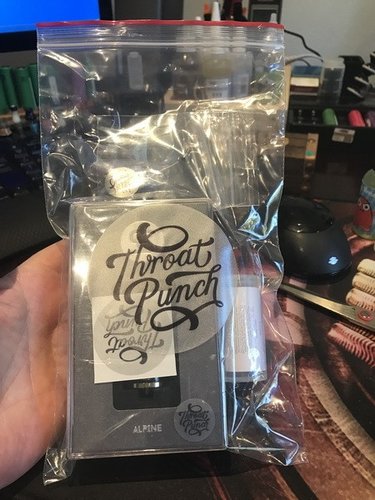 Throat
Punch
Throat
Punch
ALPINE
Throat
Punch